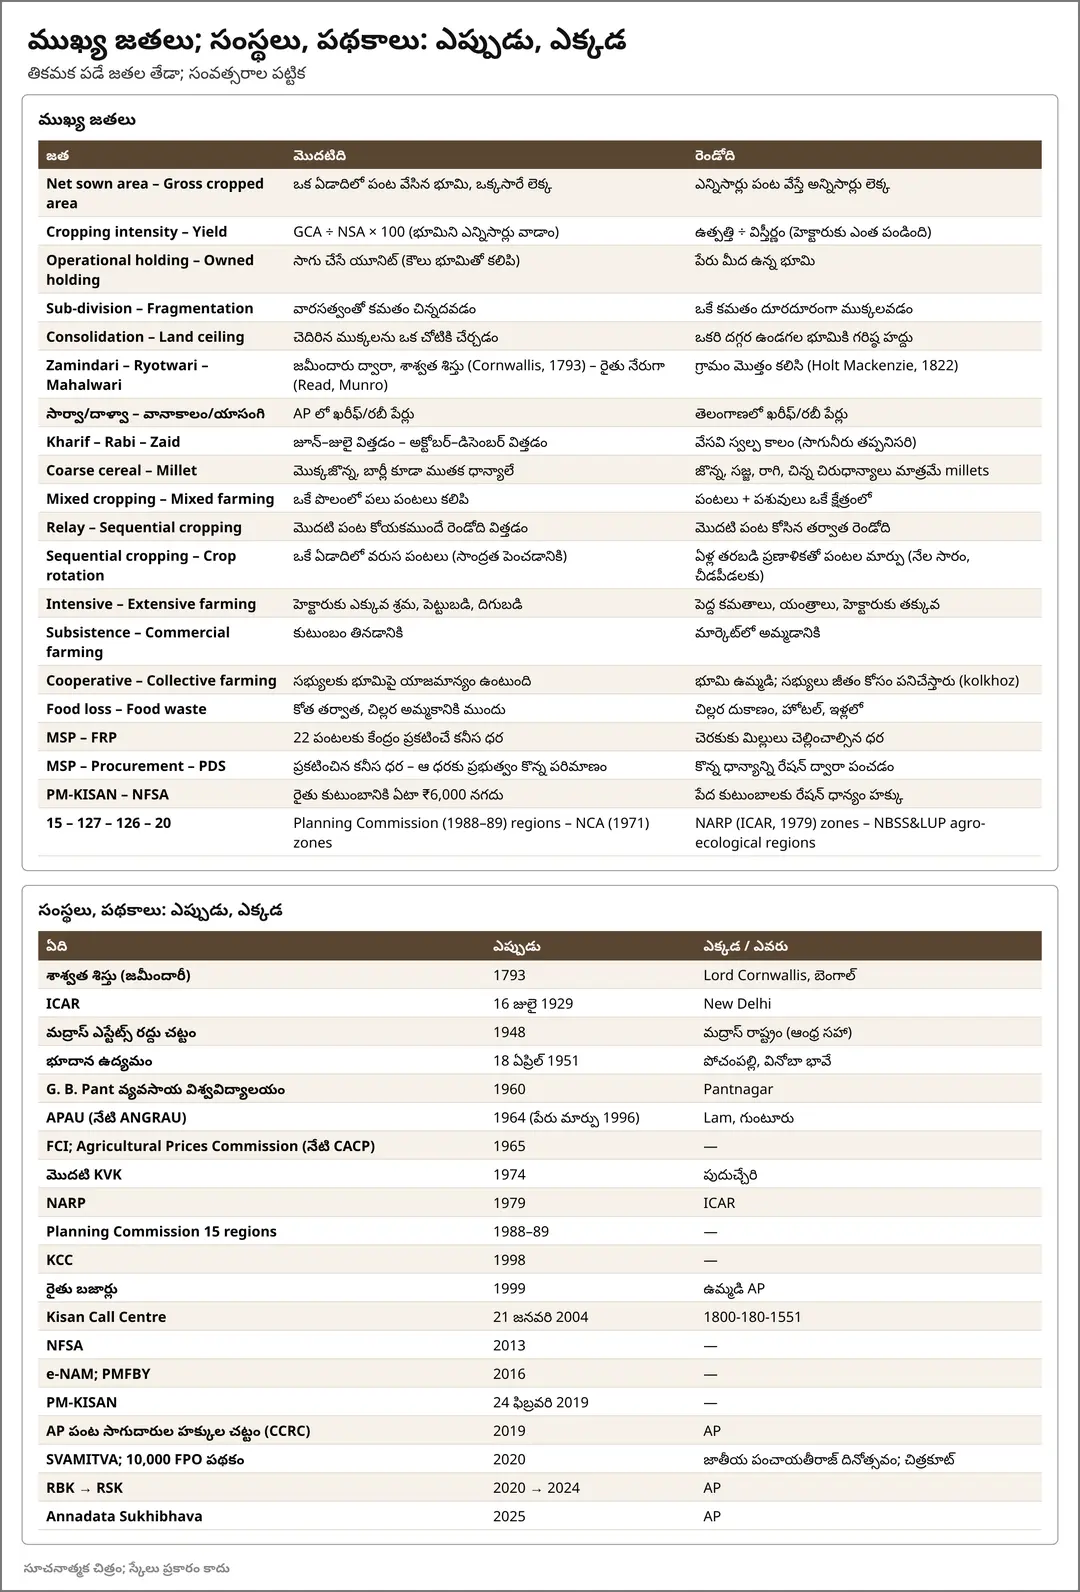 ముఖ్య జతలు; సంస్థలు, పథకాలు: ఎప్పుడు, ఎక్కడ
తికమక పడే జతల తేడా; సంవత్సరాల పట్టిక
ముఖ్య జతలు
జత మొదటిది రెండోది
Net sown area – Gross cropped area ఒక ఏడాదిలో పంట వేసిన భూమి, ఒక్కసారే లెక్క ఎన్నిసార్లు పంట వేస్తే అన్నిసార్లు లెక్క
Cropping intensity – Yield GCA ÷ NSA × 100 (భూమిని ఎన్నిసార్లు వాడాం) ఉత్పత్తి ÷ విస్తీర్ణం (హెక్టారుకు ఎంత పండింది)
Operational holding – Owned holding సాగు చేసే యూనిట్ (కౌలు భూమితో కలిపి) పేరు మీద ఉన్న భూమి
Sub-division – Fragmentation వారసత్వంతో కమతం చిన్నదవడం ఒకే కమతం దూరదూరంగా ముక్కలవడం
Consolidation – Land ceiling చెదిరిన ముక్కలను ఒక చోటికి చేర్చడం ఒకరి దగ్గర ఉండగల భూమికి గరిష్ఠ హద్దు
Zamindari – Ryotwari – Mahalwari జమీందారు ద్వారా, శాశ్వత శిస్తు (Cornwallis, 1793) – రైతు నేరుగా (Read, Munro) గ్రామం మొత్తం కలిసి (Holt Mackenzie, 1822)
సార్వా/దాళ్వా – వానాకాలం/యాసంగి AP లో ఖరీఫ్/రబీ పేర్లు తెలంగాణలో ఖరీఫ్/రబీ పేర్లు
Kharif – Rabi – Zaid జూన్–జులై విత్తడం – అక్టోబర్–డిసెంబర్ విత్తడం వేసవి స్వల్ప కాలం (సాగునీరు తప్పనిసరి)
Coarse cereal – Millet మొక్కజొన్న, బార్లీ కూడా ముతక ధాన్యాలే జొన్న, సజ్జ, రాగి, చిన్న చిరుధాన్యాలు మాత్రమే millets
Mixed cropping – Mixed farming ఒకే పొలంలో పలు పంటలు కలిపి పంటలు + పశువులు ఒకే క్షేత్రంలో
Relay – Sequential cropping మొదటి పంట కోయకముందే రెండోది విత్తడం మొదటి పంట కోసిన తర్వాత రెండోది
Sequential cropping – Crop rotation ఒకే ఏడాదిలో వరుస పంటలు (సాంద్రత పెంచడానికి) ఏళ్ల తరబడి ప్రణాళికతో పంటల మార్పు (నేల సారం, చీడపీడలకు)
Intensive – Extensive farming హెక్టారుకు ఎక్కువ శ్రమ, పెట్టుబడి, దిగుబడి పెద్ద కమతాలు, యంత్రాలు, హెక్టారుకు తక్కువ
Subsistence – Commercial farming కుటుంబం తినడానికి మార్కెట్‌లో అమ్మడానికి
Cooperative – Collective farming సభ్యులకు భూమిపై యాజమాన్యం ఉంటుంది భూమి ఉమ్మడి; సభ్యులు జీతం కోసం పనిచేస్తారు (kolkhoz)
Food loss – Food waste కోత తర్వాత, చిల్లర అమ్మకానికి ముందు చిల్లర దుకాణం, హోటల్, ఇళ్లలో
MSP – FRP 22 పంటలకు కేంద్రం ప్రకటించే కనీస ధర చెరకుకు మిల్లులు చెల్లించాల్సిన ధర
MSP – Procurement – PDS ప్రకటించిన కనీస ధర – ఆ ధరకు ప్రభుత్వం కొన్న పరిమాణం కొన్న ధాన్యాన్ని రేషన్ ద్వారా పంచడం
PM-KISAN – NFSA రైతు కుటుంబానికి ఏటా ₹6,000 నగదు పేద కుటుంబాలకు రేషన్ ధాన్యం హక్కు
15 – 127 – 126 – 20 Planning Commission (1988–89) regions – NCA (1971) zones NARP (ICAR, 1979) zones – NBSS&LUP agro-ecological regions
సంస్థలు, పథకాలు: ఎప్పుడు, ఎక్కడ
ఏది ఎప్పుడు ఎక్కడ / ఎవరు
శాశ్వత శిస్తు (జమీందారీ) 1793 Lord Cornwallis, బెంగాల్
ICAR 16 జులై 1929 New Delhi
మద్రాస్ ఎస్టేట్స్ రద్దు చట్టం 1948 మద్రాస్ రాష్ట్రం (ఆంధ్ర సహా)
భూదాన ఉద్యమం 18 ఏప్రిల్ 1951 పోచంపల్లి, వినోబా భావే
G. B. Pant వ్యవసాయ విశ్వవిద్యాలయం 1960 Pantnagar
APAU (నేటి ANGRAU) 1964 (పేరు మార్పు 1996) Lam, గుంటూరు
FCI; Agricultural Prices Commission (నేటి CACP) 1965 —
మొదటి KVK 1974 పుదుచ్చేరి
NARP 1979 ICAR
Planning Commission 15 regions 1988–89 —
KCC 1998 —
రైతు బజార్లు 1999 ఉమ్మడి AP
Kisan Call Centre 21 జనవరి 2004 1800-180-1551
NFSA 2013 —
e-NAM; PMFBY 2016 —
PM-KISAN 24 ఫిబ్రవరి 2019 —
AP పంట సాగుదారుల హక్కుల చట్టం (CCRC) 2019 AP
SVAMITVA; 10,000 FPO పథకం 2020 జాతీయ పంచాయతీరాజ్ దినోత్సవం; చిత్రకూట్
RBK → RSK 2020 → 2024 AP
Annadata Sukhibhava 2025 AP
సూచనాత్మక చిత్రం; స్కేలు ప్రకారం కాదు